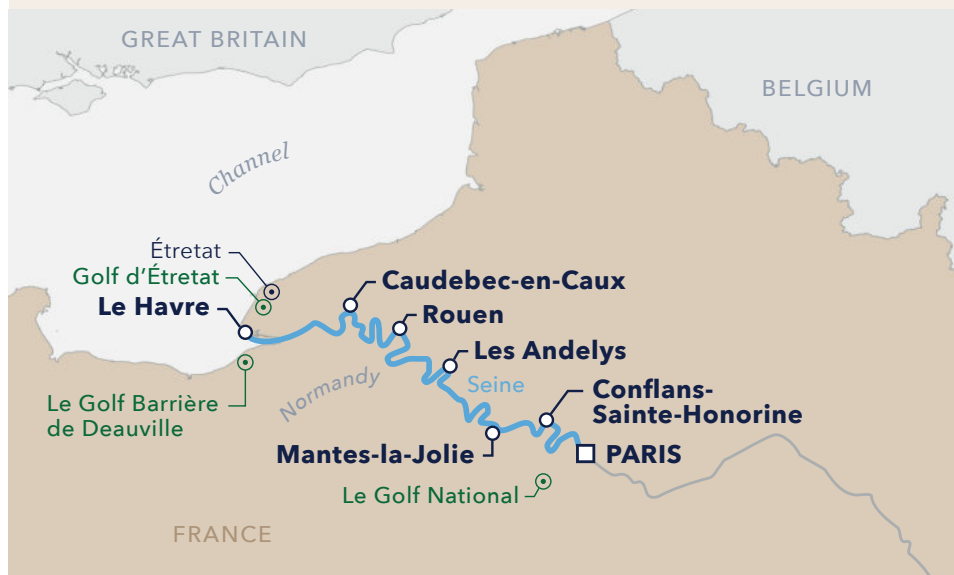 GREAT BRITAIN
BELGIUM
Channel
Étretat
Golf d'Étretat
Le Havre
Caudebec-en-Caux
Rouen
Les Andelys
Seine
Normandy
Conflans-
Sainte-Honorine
Le Golf Barrière
de Deauville
Mantes-la-Jolie
PARIS
Le Golf National
FRANCE